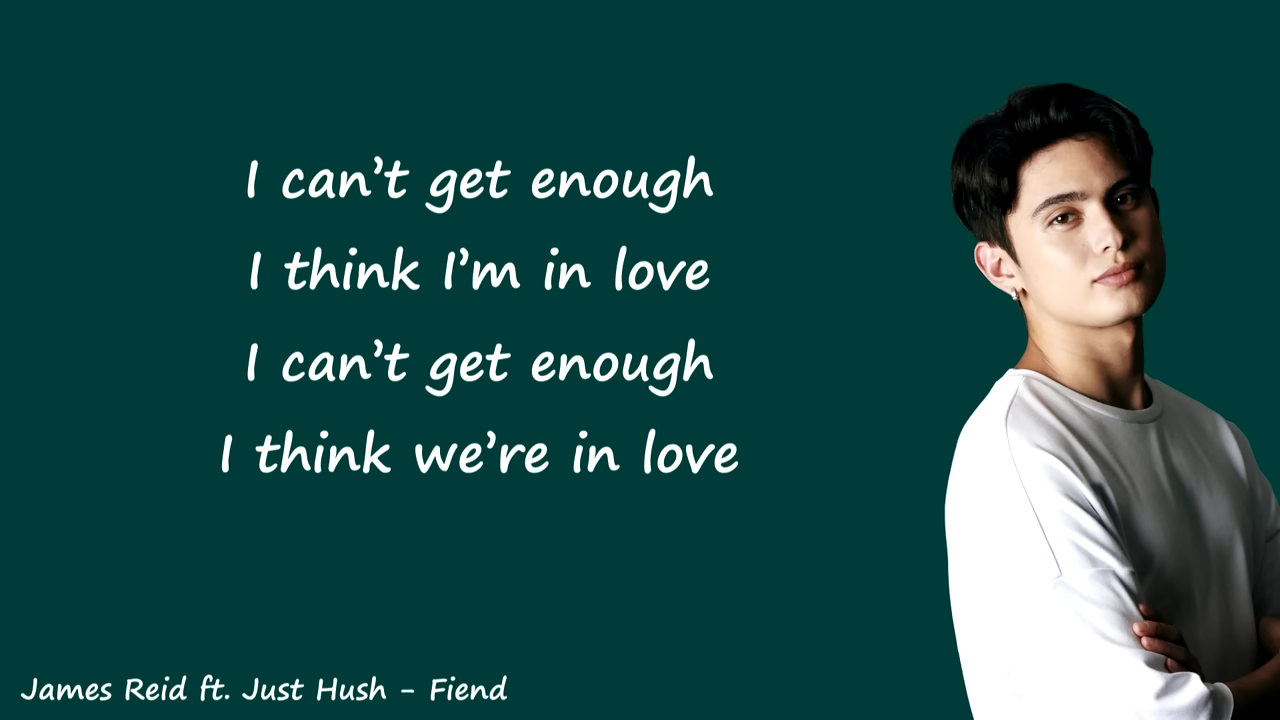 I can’t get enough
I think I’m in love
I can’t get enough
I think we’re in love
James Reid ft. Just Hush - Fiend